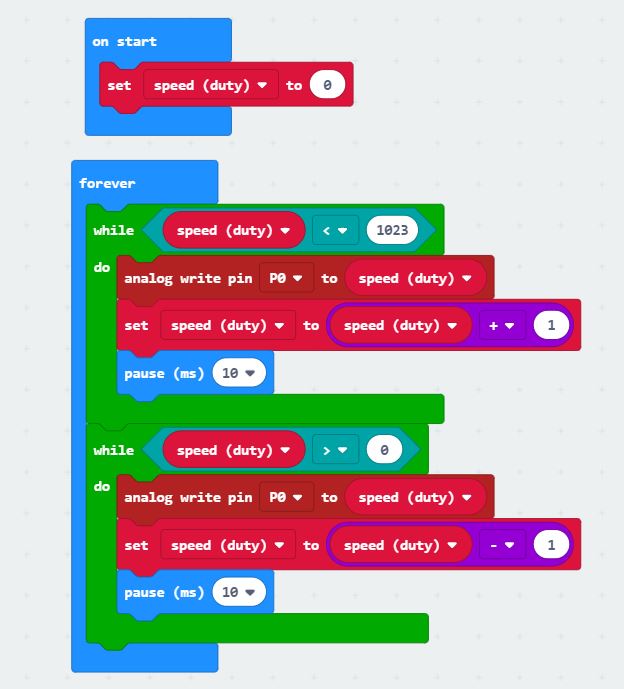 on start
set speed (duty) to 0
forever
while speed (duty) < 1023
do
analog write pin P0 to speed (duty)
set speed (duty) to speed (duty) + 1
pause (ms) 10
while speed (duty) > 0
do
analog write pin P0 to speed (duty)
set speed (duty) to speed (duty) - 1
pause (ms) 10